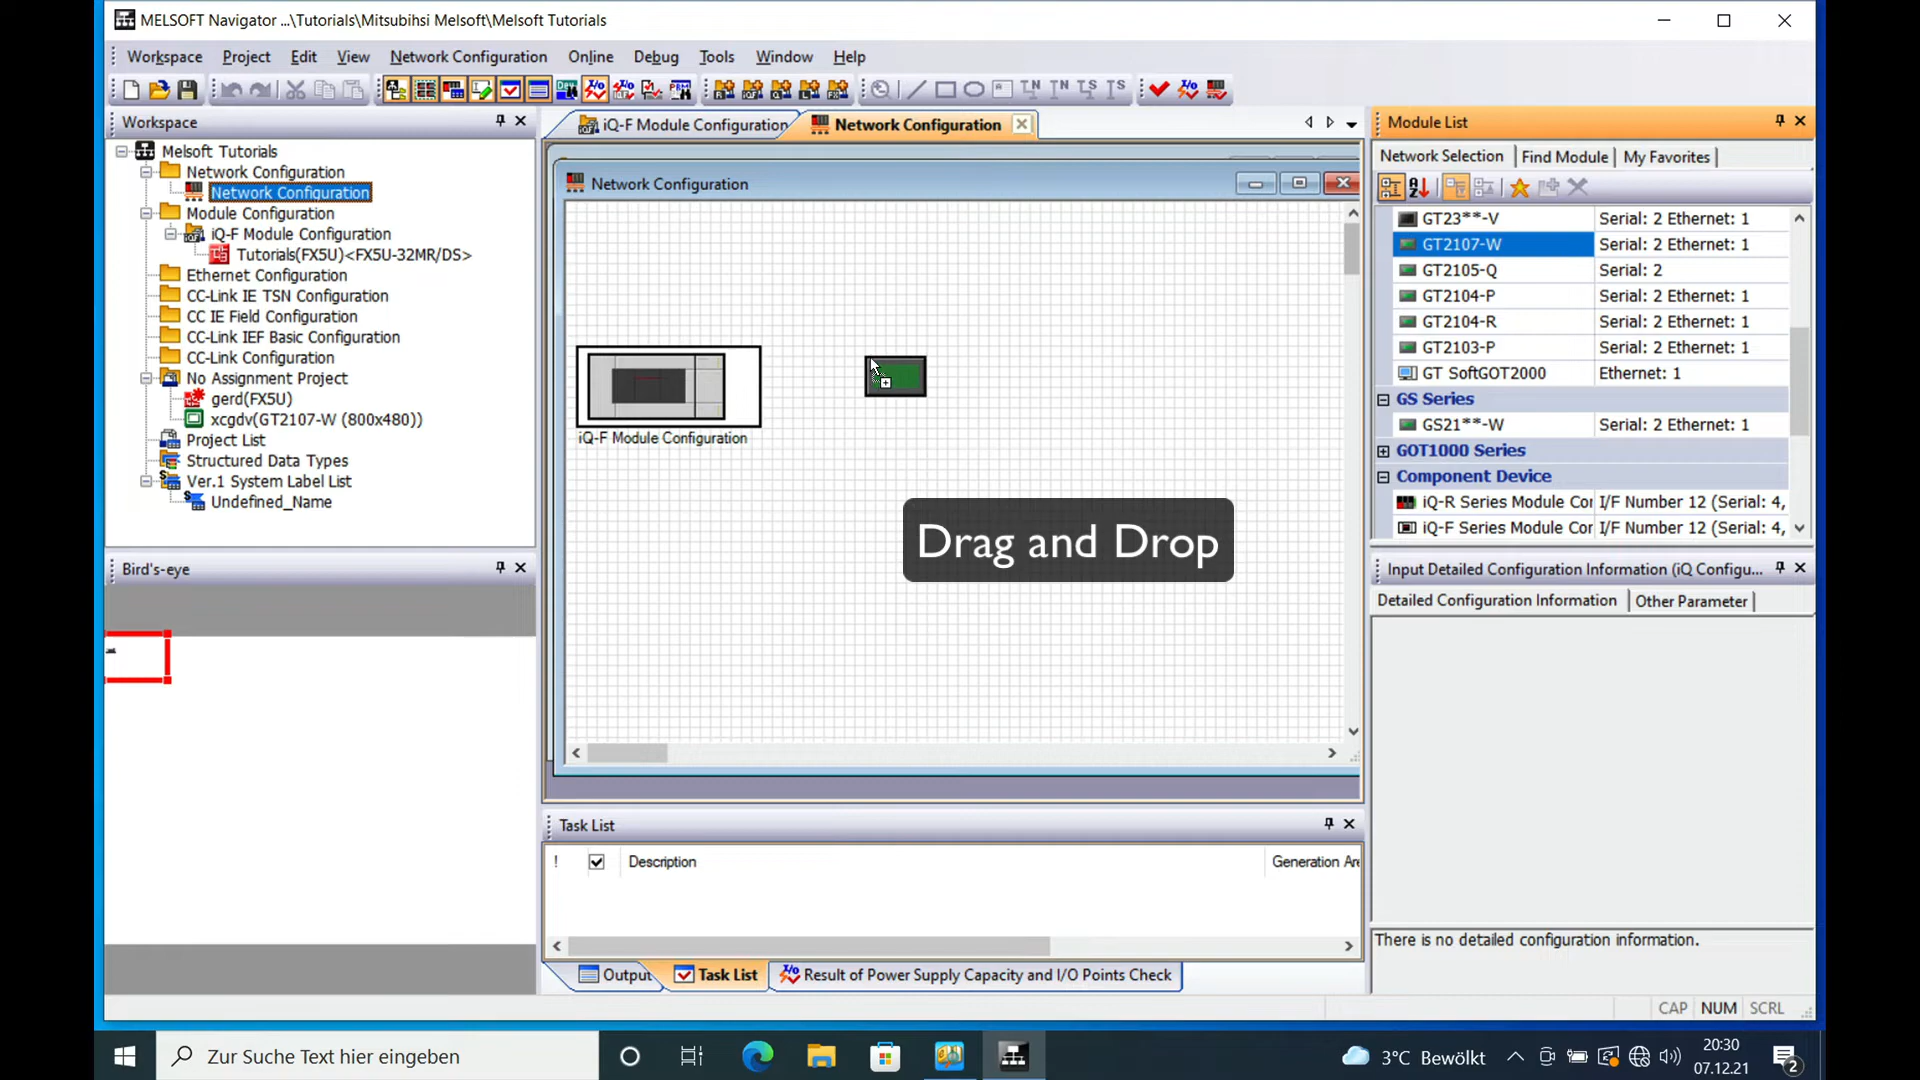 MELSOFT Navigator ...\Tutorials\Mitsubihsi Melsoft\Melsoft Tutorials
Workspace Project Edit View Network Configuration Online Debug Tools Window Help
Workspace
Melsoft Tutorials
Network Configuration
Network Configuration
Module Configuration
iQ-F Module Configuration
Tutorials(FX5U)<FX5U-32MR/DS>
Ethernet Configuration
CC-Link IE TSN Configuration
CC IE Field Configuration
CC-Link IEF Basic Configuration
CC-Link Configuration
No Assignment Project
gerd(FX5U)
xcgdv(GT2107-W (800x480))
Project List
Structured Data Types
Ver.1 System Label List
Undefined_Name
Bird's-eye
iQ-F Module Configuration
Network Configuration
Network Configuration
iQ-F Module Configuration
Drag and Drop
Task List
! Description Generation Are
Output
Task List
Result of Power Supply Capacity and I/O Points Check
Module List
Network Selection Find Module My Favorites
GT23**-V Serial: 2 Ethernet: 1
GT2107-W Serial: 2 Ethernet: 1
GT2105-Q Serial: 2
GT2104-P Serial: 2 Ethernet: 1
GT2104-R Serial: 2 Ethernet: 1
GT2103-P Serial: 2 Ethernet: 1
GT SoftGOT2000 Ethernet: 1
GS Series
GS21**-W Serial: 2 Ethernet: 1
GOT1000 Series
Component Device
iQ-R Series Module Cor I/F Number 12 (Serial: 4,
iQ-F Series Module Cor I/F Number 12 (Serial: 4,
Input Detailed Configuration Information (iQ Configu...
Detailed Configuration Information Other Parameter
There is no detailed configuration information.
CAP NUM SCRL
Zur Suche Text hier eingeben
3°C Bewölkt
20:30
07.12.21
2